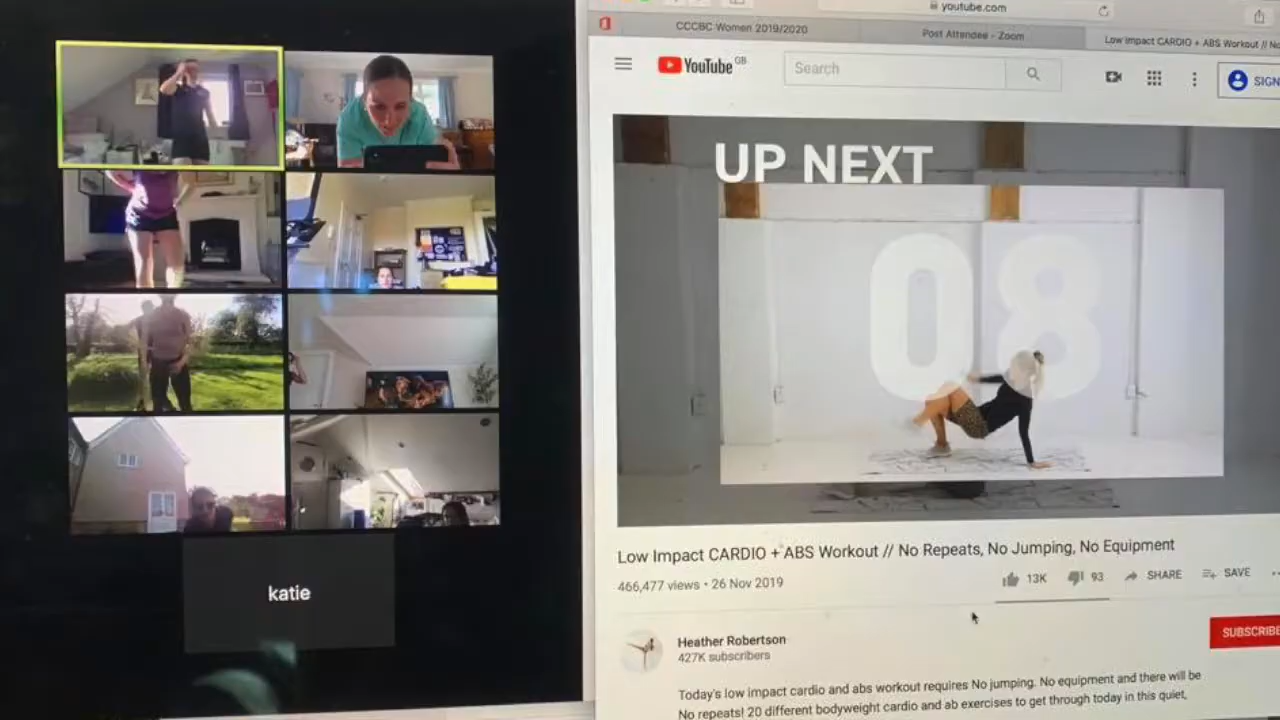 katie
youtube.com
CCCBC Women 2019/2020
Post Attendee - Zoom
Low Impact CARDIO + ABS Workout // No
YouTube GB
Search
SIGN
UP NEXT
08
Low Impact CARDIO + ABS Workout // No Repeats, No Jumping, No Equipment
466,477 views • 26 Nov 2019
13K
93
SHARE
SAVE
Heather Robertson
427K subscribers
SUBSCRIBE
Today's low impact cardio and abs workout requires No jumping. No equipment and there will be
No repeats! 20 different bodyweight cardio and ab exercises to get through today in this quiet,